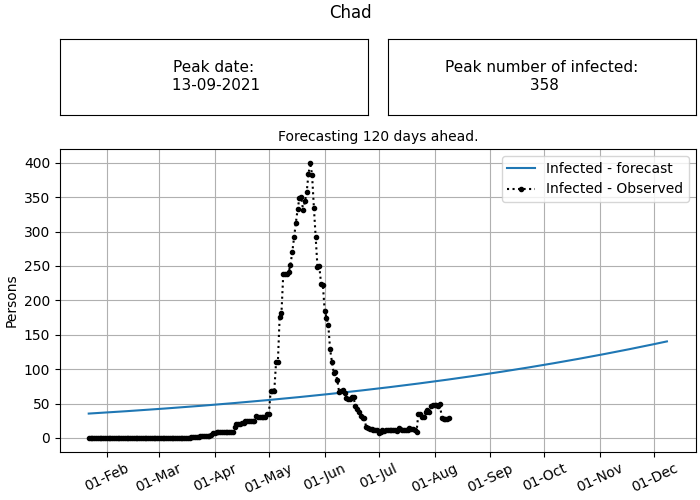 Chad
Peak date:
13-09-2021
Peak number of infected:
358
Forecasting 120 days ahead.
Infected - forecast
Infected - Observed
Persons
400
350
300
250
200
150
100
50
0
01-Feb
01-Mar
01-Apr
01-May
01-Jun
01-Jul
01-Aug
01-Sep
01-Oct
01-Nov
01-Dec